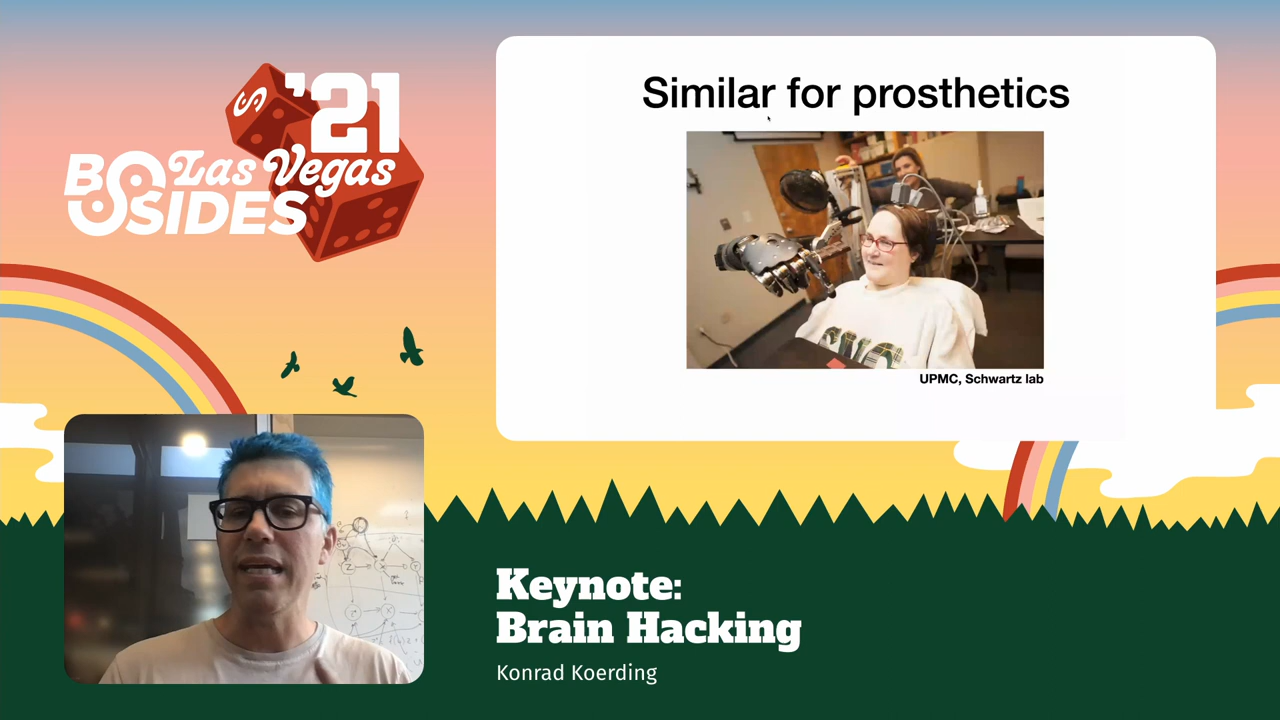 '21
BSIDES
Las Vegas
Similar for prosthetics
UPMC, Schwartz lab
Keynote:
Brain Hacking
Konrad Koerding